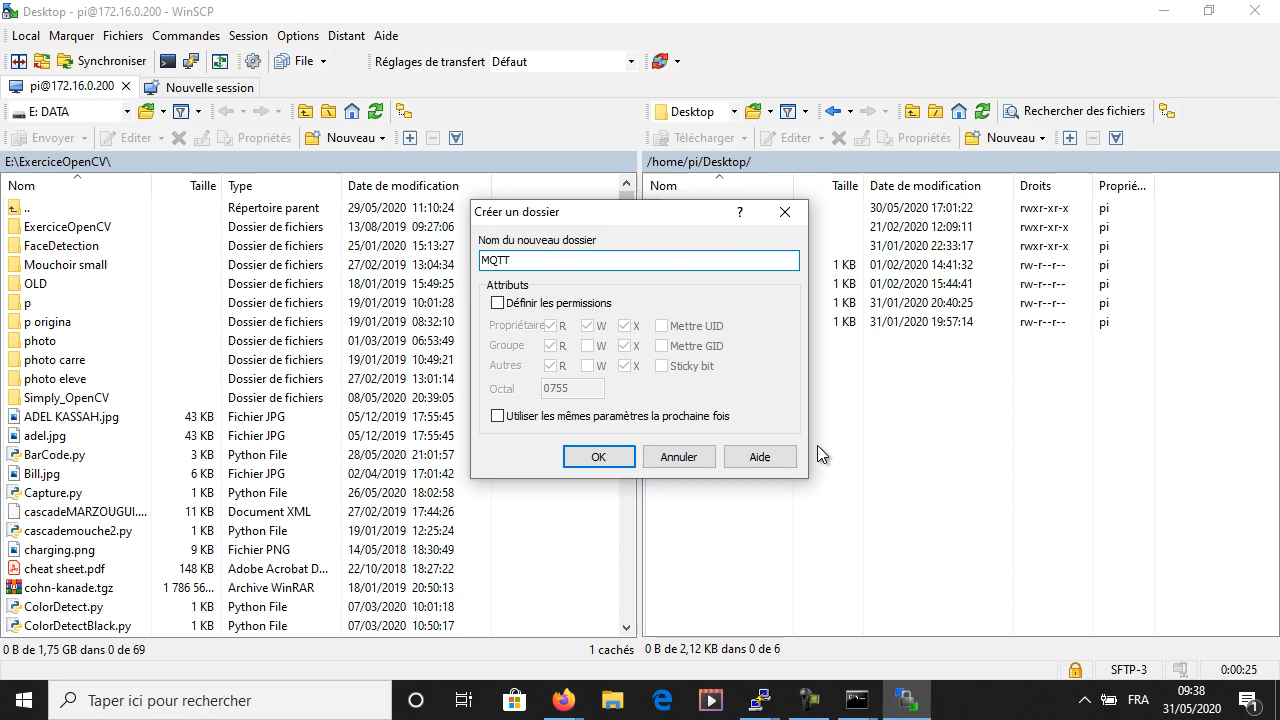 Desktop - pi@172.16.0.200 - WinSCP
Local Marquer Fichiers Commandes Session Options Distant Aide
Synchroniser File Réglages de transfert Défaut
pi@172.16.0.200 Nouvelle session
E: DATA Desktop Rechercher des fichiers
Envoyer Editer Propriétés Nouveau Télécharger Editer Propriétés Nouveau
E:\ExerciceOpenCV\ /home/pi/Desktop/
Nom Taille Type Date de modification Nom Taille Date de modification Droits Proprié...
.. Répertoire parent 29/05/2020 11:10:24 30/05/2020 17:01:22 rwxr-xr-x pi
ExerciceOpenCV Dossier de fichiers 13/08/2019 09:27:06 21/02/2020 12:09:11 rwxr-xr-x pi
FaceDetection Dossier de fichiers 25/01/2020 15:13:27 31/01/2020 22:33:17 rwxr-xr-x pi
Mouchoir small Dossier de fichiers 27/02/2019 13:04:34 1 KB 01/02/2020 14:41:32 rw-r--r-- pi
OLD Dossier de fichiers 18/01/2019 15:49:25 1 KB 01/02/2020 15:44:41 rw-r--r-- pi
p Dossier de fichiers 19/01/2019 10:01:28 1 KB 31/01/2020 20:40:25 rw-r--r-- pi
p origina Dossier de fichiers 19/01/2019 08:32:10 1 KB 31/01/2020 19:57:14 rw-r--r-- pi
photo Dossier de fichiers 01/03/2019 06:53:49
photo carre Dossier de fichiers 19/01/2019 10:49:21
photo eleve Dossier de fichiers 27/02/2019 13:01:14
Simply_OpenCV Dossier de fichiers 08/05/2020 20:39:05
ADEL KASSAH.jpg 43 KB Fichier JPG 05/12/2019 17:55:45
adel.jpg 43 KB Fichier JPG 05/12/2019 17:55:45
BarCode.py 3 KB Python File 28/05/2020 21:01:57
Bill.jpg 6 KB Fichier JPG 02/04/2019 17:01:42
Capture.py 1 KB Python File 26/05/2020 18:02:58
cascadeMARZOUGUI.... 11 KB Document XML 27/02/2019 17:44:26
cascademouche2.py 1 KB Python File 19/01/2019 12:25:24
charging.png 9 KB Fichier PNG 14/05/2018 18:30:49
cheat sheet.pdf 148 KB Adobe Acrobat D... 22/10/2018 18:27:22
cohn-kanade.tgz 1 786 56... Archive WinRAR 18/01/2019 20:50:13
ColorDetect.py 1 KB Python File 07/03/2020 10:01:18
ColorDetectBlack.py 1 KB Python File 07/03/2020 10:50:17
Créer un dossier ?
Nom du nouveau dossier
MQTT
Attributs
Définir les permissions
Propriétaire R W X Mettre UID
Groupe R W X Mettre GID
Autres R W X Sticky bit
Octal 0755
Utiliser les mêmes paramètres la prochaine fois
OK Annuler Aide
0 B de 1,75 GB dans 0 de 69 1 cachés 0 B de 2,12 KB dans 0 de 6
SFTP-3 0:00:25
Taper ici pour rechercher FRA 09:38
31/05/2020 1